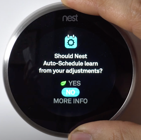 nest
Should Nest
Auto-Schedule learn
from your adjustments?
YES
NO
MORE INFO